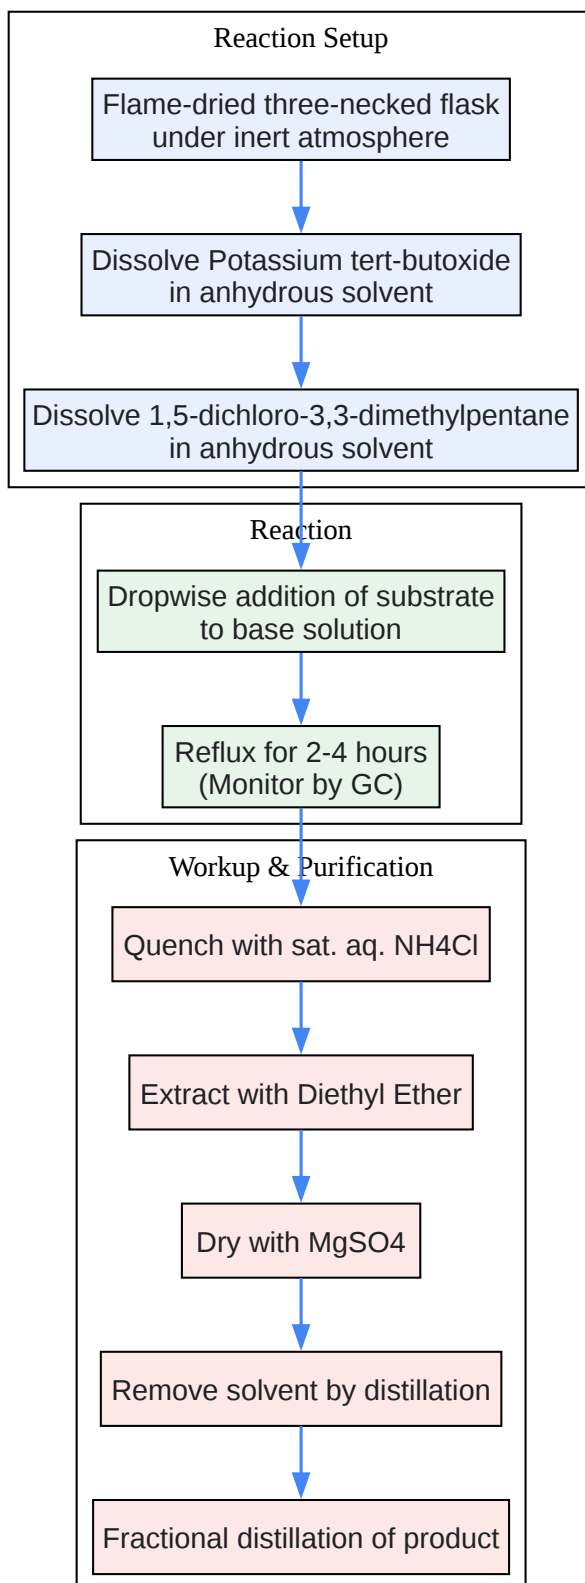 Reaction Setup
Flame-dried three-necked flask
under inert atmosphere
Dissolve Potassium tert-butoxide
in anhydrous solvent
Dissolve 1,5-dichloro-3,3-dimethylpentane
in anhydrous solvent
Reaction
Dropwise addition of substrate
to base solution
Reflux for 2-4 hours
(Monitor by GC)
Workup & Purification
Quench with sat. aq. NH4Cl
Extract with Diethyl Ether
Dry with MgSO4
Remove solvent by distillation
Fractional distillation of product